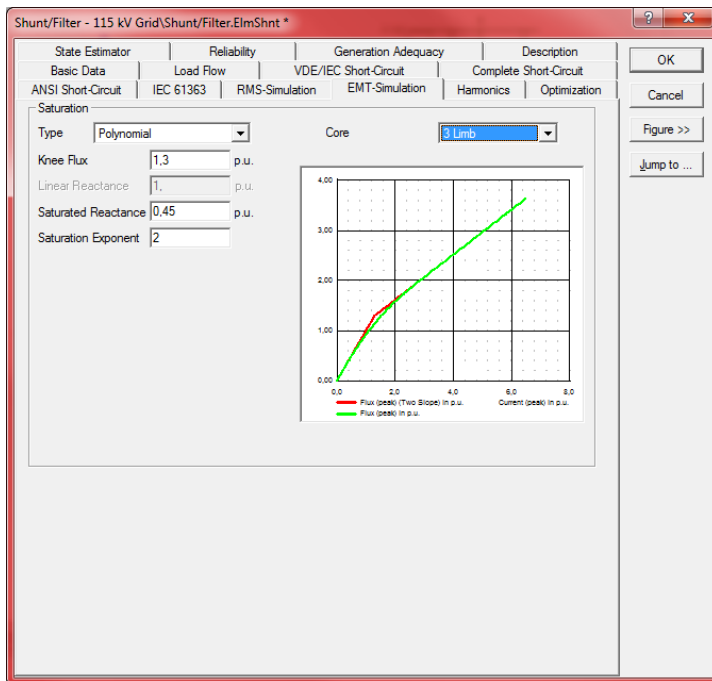 Shunt/Filter - 115 kV Grid\Shunt/Filter.ElmShnt *
State Estimator Reliability Generation Adequacy Description
Basic Data Load Flow VDE/IEC Short-Circuit Complete Short-Circuit
ANSI Short-Circuit IEC 61363 RMS-Simulation EMT-Simulation Harmonics Optimization
OK
Cancel
Figure >>
Jump to ...
Saturation
Type Polynomial Core 3 Limb
Knee Flux 1,3 p.u.
Linear Reactance 1, p.u.
Saturated Reactance 0,45 p.u.
Saturation Exponent 2
4,00
3,00
2,00
1,00
0,00
0,0 2,0 4,0 6,0 8,0
Flux (peak) (Two Slope) in p.u. Current (peak) in p.u.
Flux (peak) in p.u.